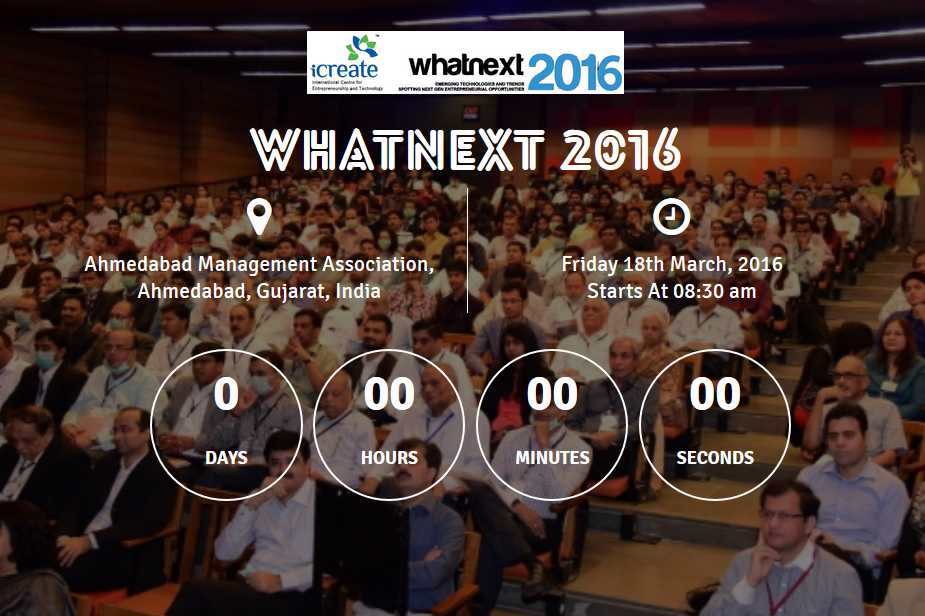 icreate
International Centre for
Entrepreneurship and Technology
whatnext 2016
EMERGING TECHNOLOGIES AND TRENDS
SPOTTING NEXT GEN ENTREPRENEURIAL OPPORTUNITIES
WHATNEXT 2016
Ahmedabad Management Association,
Ahmedabad, Gujarat, India
Friday 18th March, 2016
Starts At 08:30 am
0 00 00 00
DAYS HOURS MINUTES SECONDS